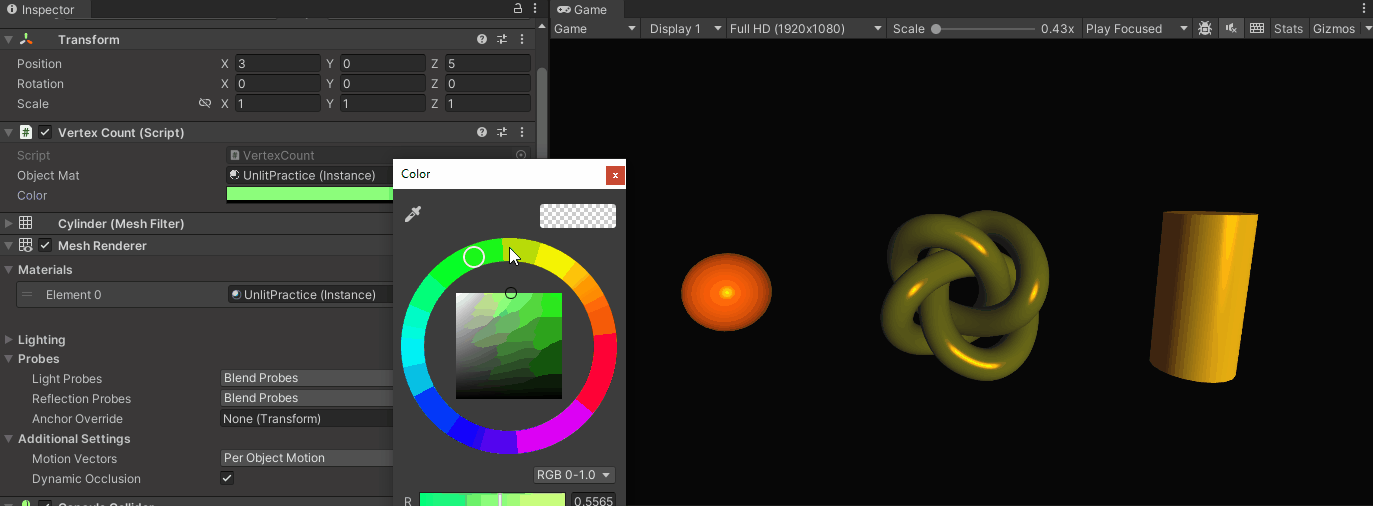 Inspector
Transform
Position X 3 Y 0 Z 5
Rotation X 0 Y 0 Z 0
Scale X 1 Y 1 Z 1
# Vertex Count (Script)
Script VertexCount
Object Mat UnlitPractice (Instance)
Color
Cylinder (Mesh Filter)
Mesh Renderer
Materials
Element 0 UnlitPractice (Instance)
Lighting
Probes
Light Probes Blend Probes
Reflection Probes Blend Probes
Anchor Override None (Transform)
Additional Settings
Motion Vectors Per Object Motion
Dynamic Occlusion
Capsule Collider
Color x
RGB 0-1.0
R 0.5565
Game
Game Display 1 Full HD (1920x1080) Scale 0.43x Play Focused Stats Gizmos